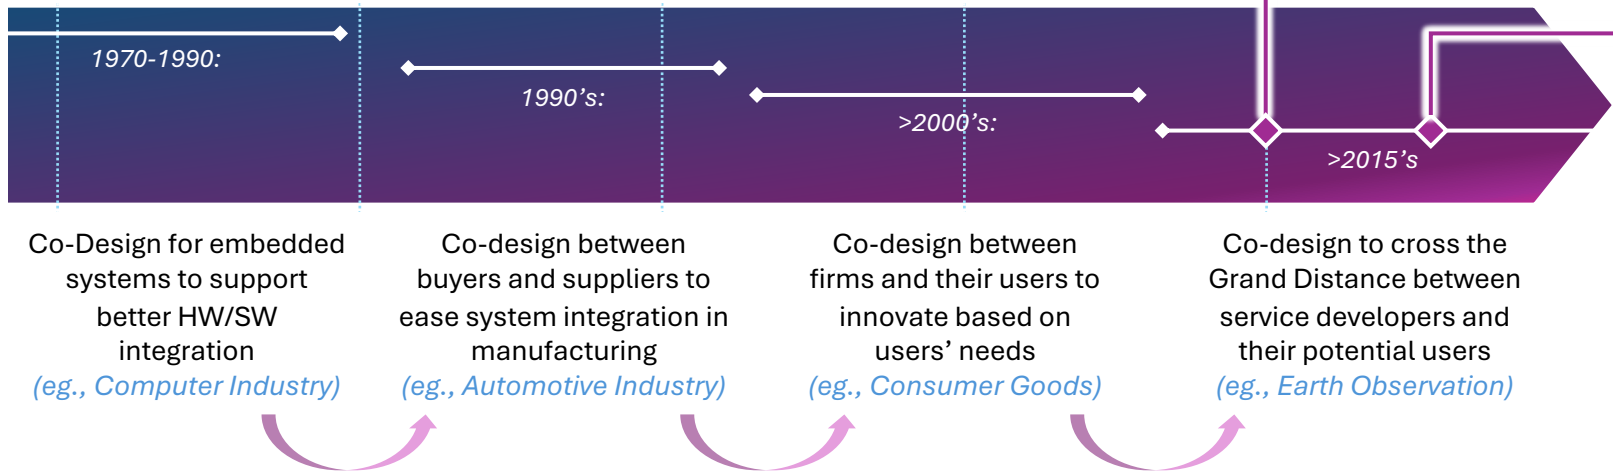 1970-1990:
1990’s:
>2000’s:
>2015’s
Co-Design for embedded
systems to support
better HW/SW
integration
(eg., Computer Industry)
Co-design between
buyers and suppliers to
ease system integration in
manufacturing
(eg., Automotive Industry)
Co-design between
firms and their users to
innovate based on
users’ needs
(eg., Consumer Goods)
Co-design to cross the
Grand Distance between
service developers and
their potential users
(eg., Earth Observation)